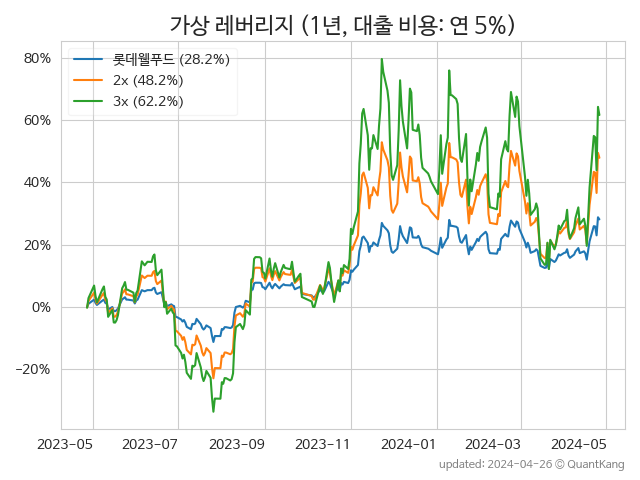 가상 레버리지 (1년, 대출 비용: 연 5%)
롯데웰푸드 (28.2%)
2x (48.2%)
3x (62.2%)
80%
60%
40%
20%
0%
−20%
2023-05 2023-07 2023-09 2023-11 2024-01 2024-03 2024-05
updated: 2024-04-26 © QuantKang